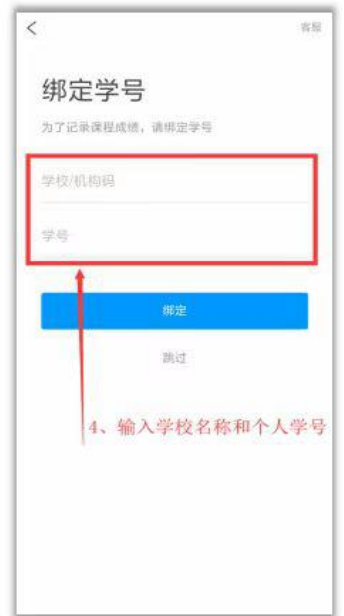 客服
绑定学号
为了记录课程成绩，请绑定学号
学校/机构码
学号
绑定
跳过
4、输入学校名称和个人学号